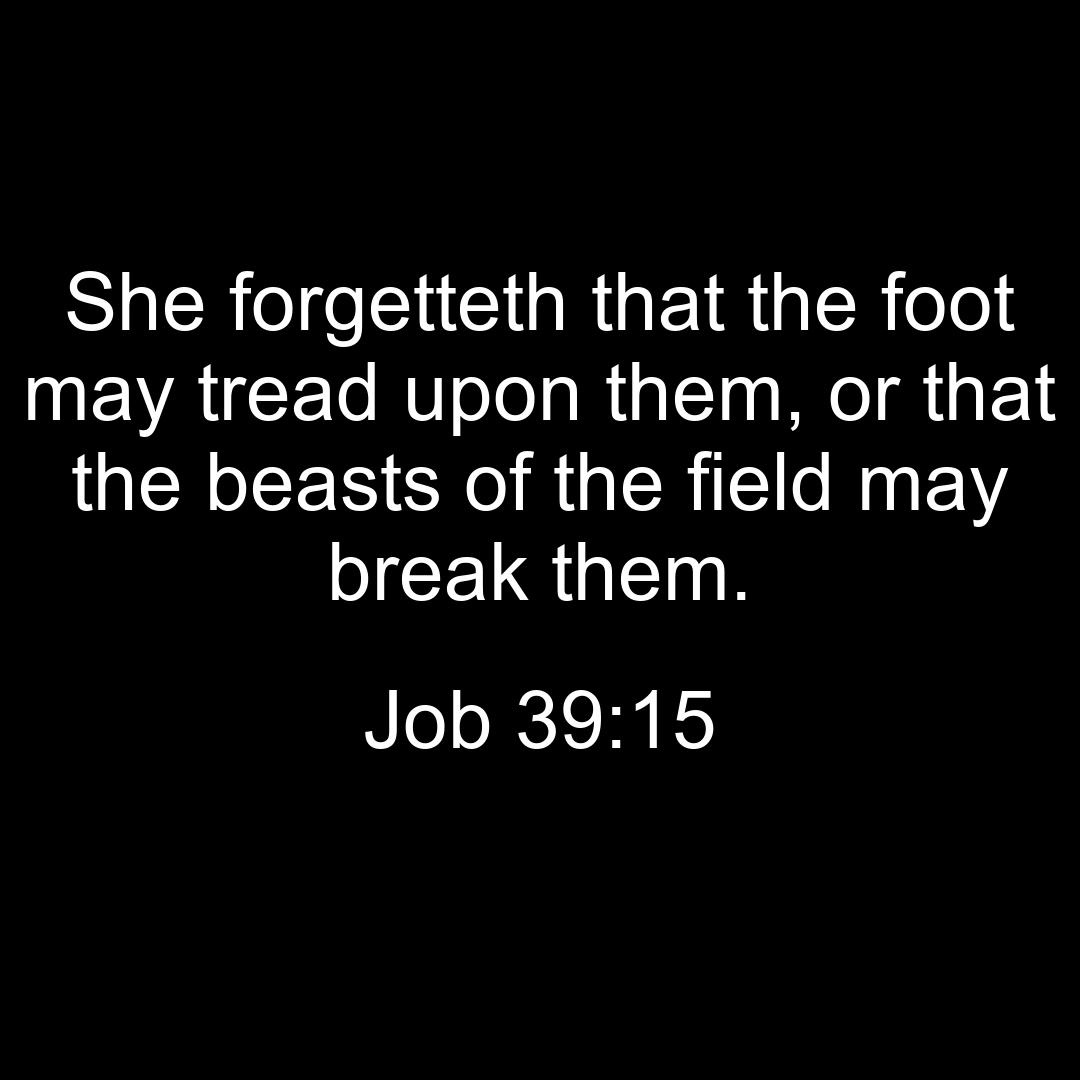 She forgetteth that the foot
may tread upon them, or that
the beasts of the field may
break them.
Job 39:15